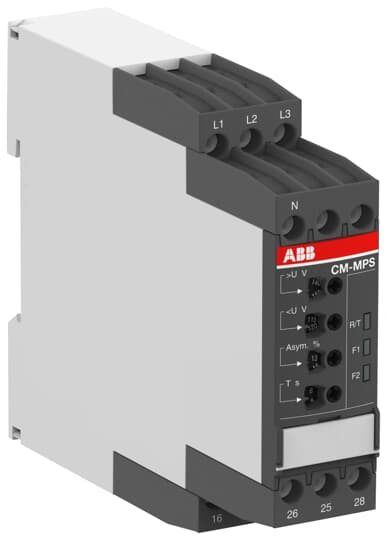 L1 L2 L3
N
ABB
CM-MPS
>U V
<U V
R/T
Asym. %
F1
F2
T s
16
26 25 28